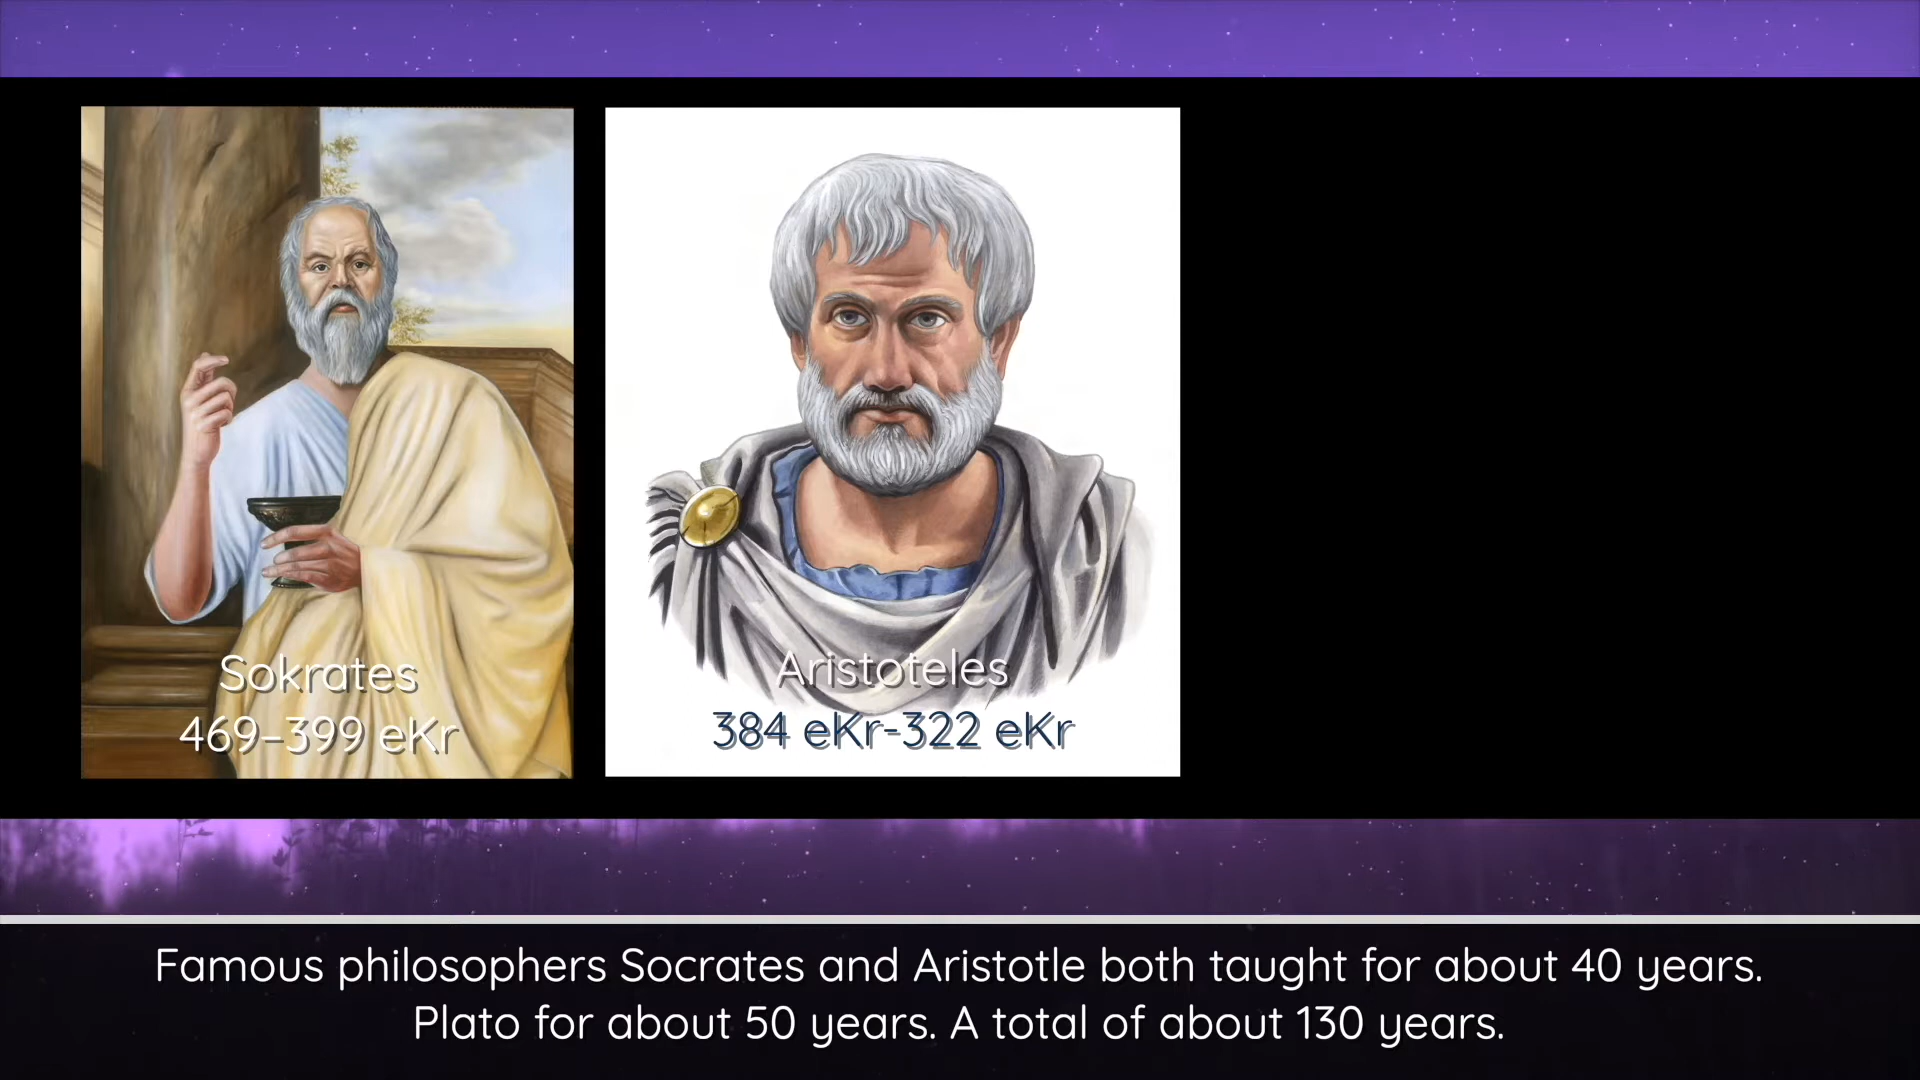 Sokrates
469–399 eKr
Aristoteles
384 eKr-322 eKr
Famous philosophers Socrates and Aristotle both taught for about 40 years.
Plato for about 50 years. A total of about 130 years.